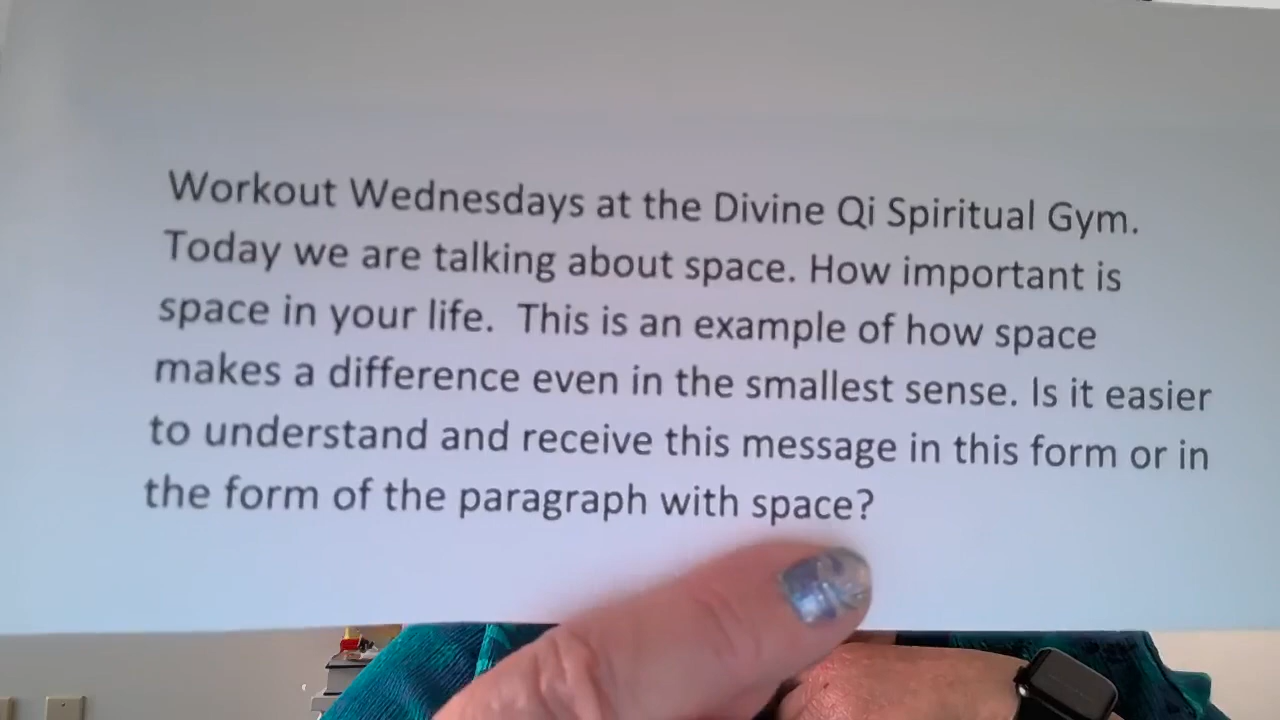 Workout Wednesdays at the Divine Qi Spiritual Gym.
Today we are talking about space. How important is
space in your life.  This is an example of how space
makes a difference even in the smallest sense. Is it easier
to understand and receive this message in this form or in
the form of the paragraph with space?